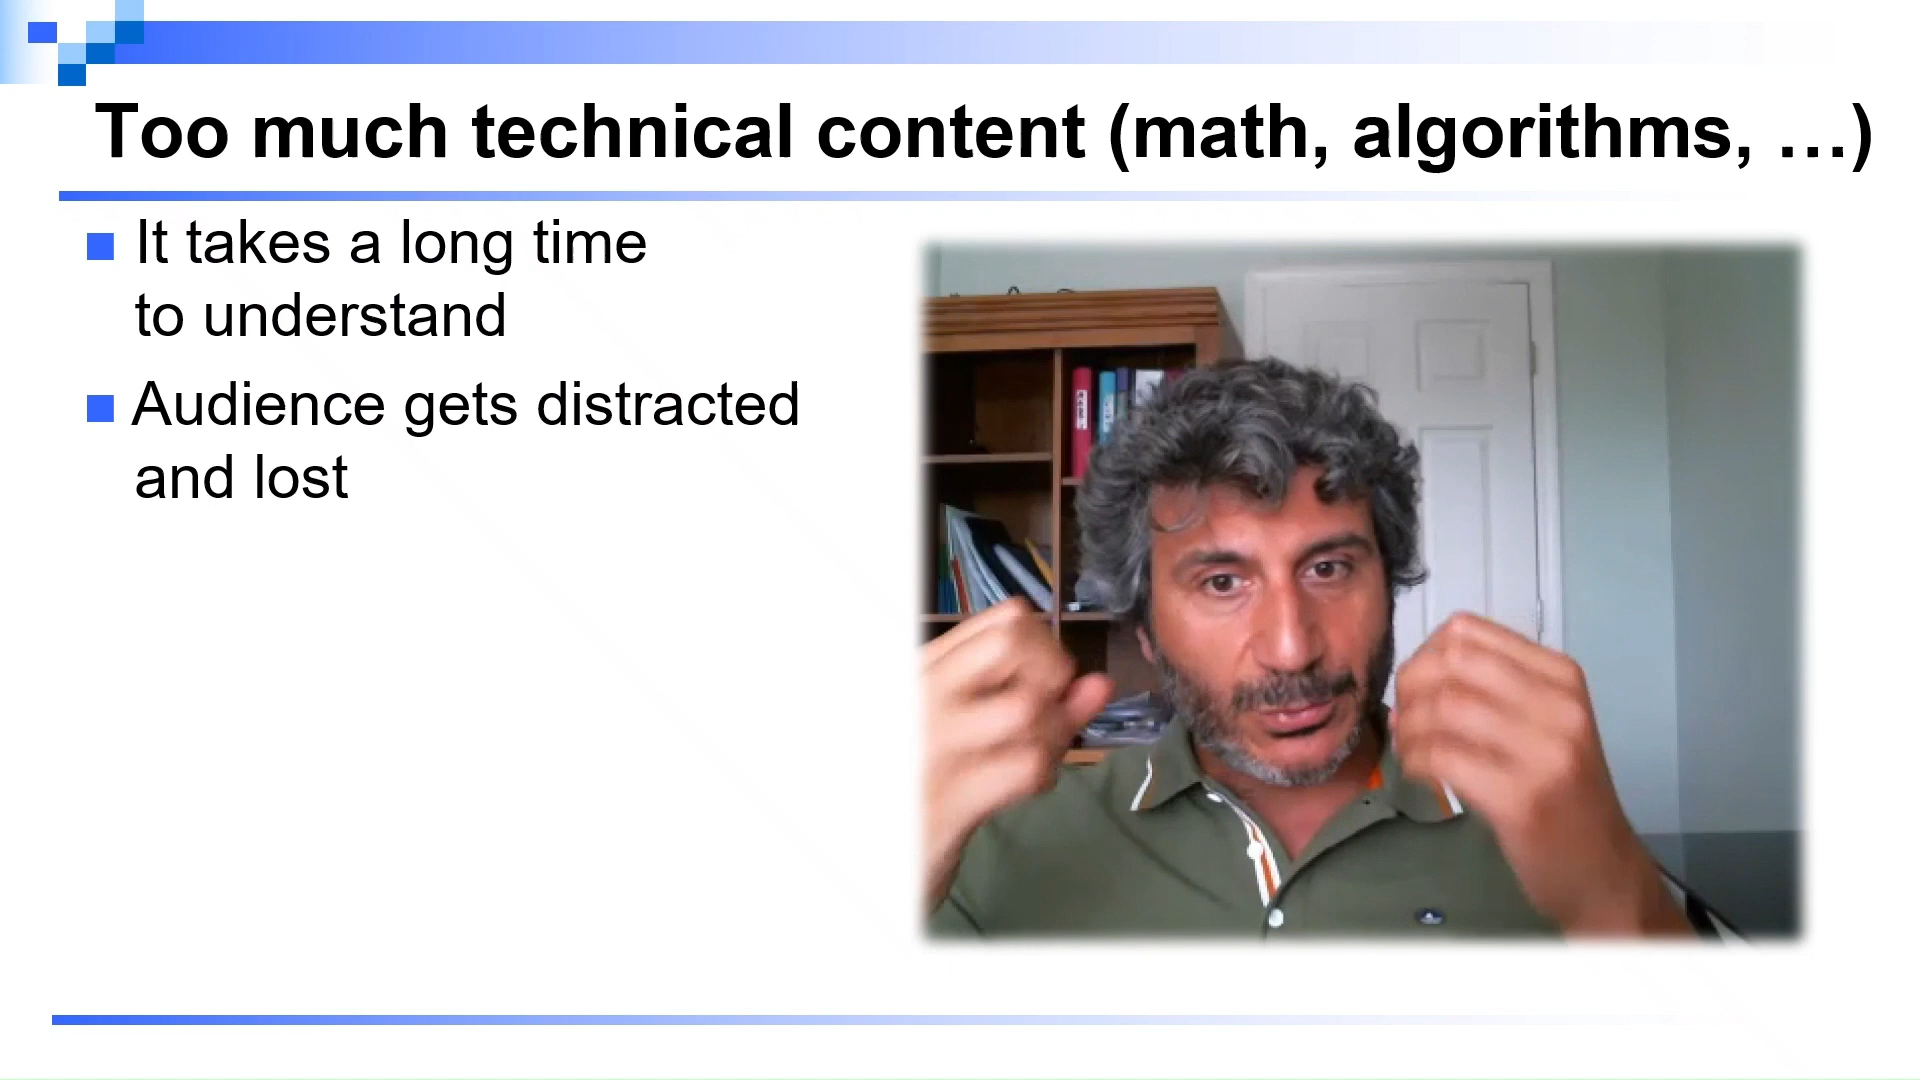 Too much technical content (math, algorithms, …)
It takes a long time
to understand
Audience gets distracted
and lost